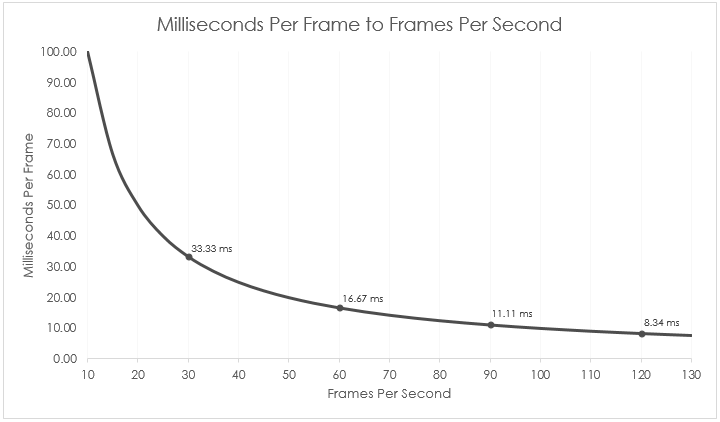 Milliseconds Per Frame to Frames Per Second
100.00
90.00
80.00
70.00
60.00
50.00
40.00
30.00
20.00
10.00
0.00
Milliseconds Per Frame
33.33 ms
16.67 ms
11.11 ms
8.34 ms
10 20 30 40 50 60 70 80 90 100 110 120 130
Frames Per Second